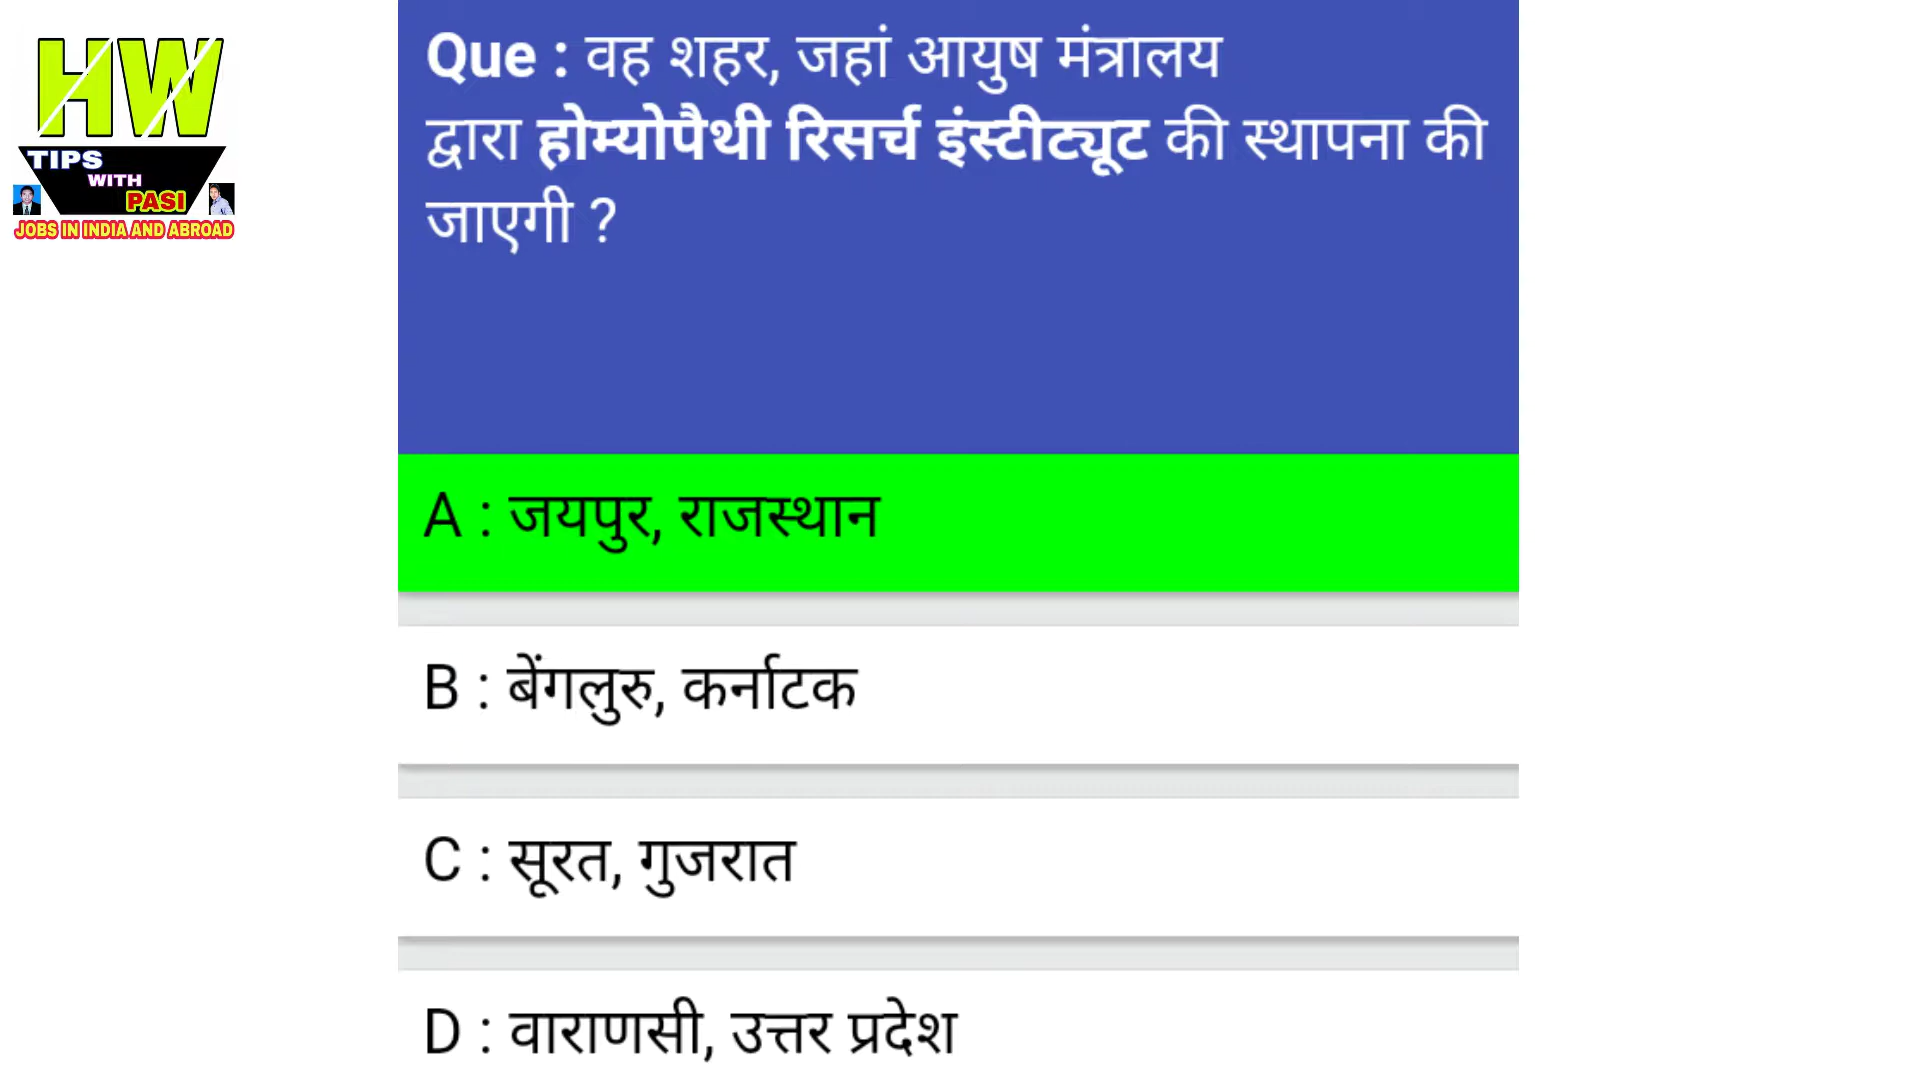 HW
TIPS
WITH
PASI
JOBS IN INDIA AND ABROAD
Que : वह शहर, जहां आयुष मंत्रालय
द्वारा होम्योपैथी रिसर्च इंस्टीट्यूट की स्थापना की
जाएगी ?
A : जयपुर, राजस्थान
B : बेंगलुरु, कर्नाटक
C : सूरत, गुजरात
D : वाराणसी, उत्तर प्रदेश